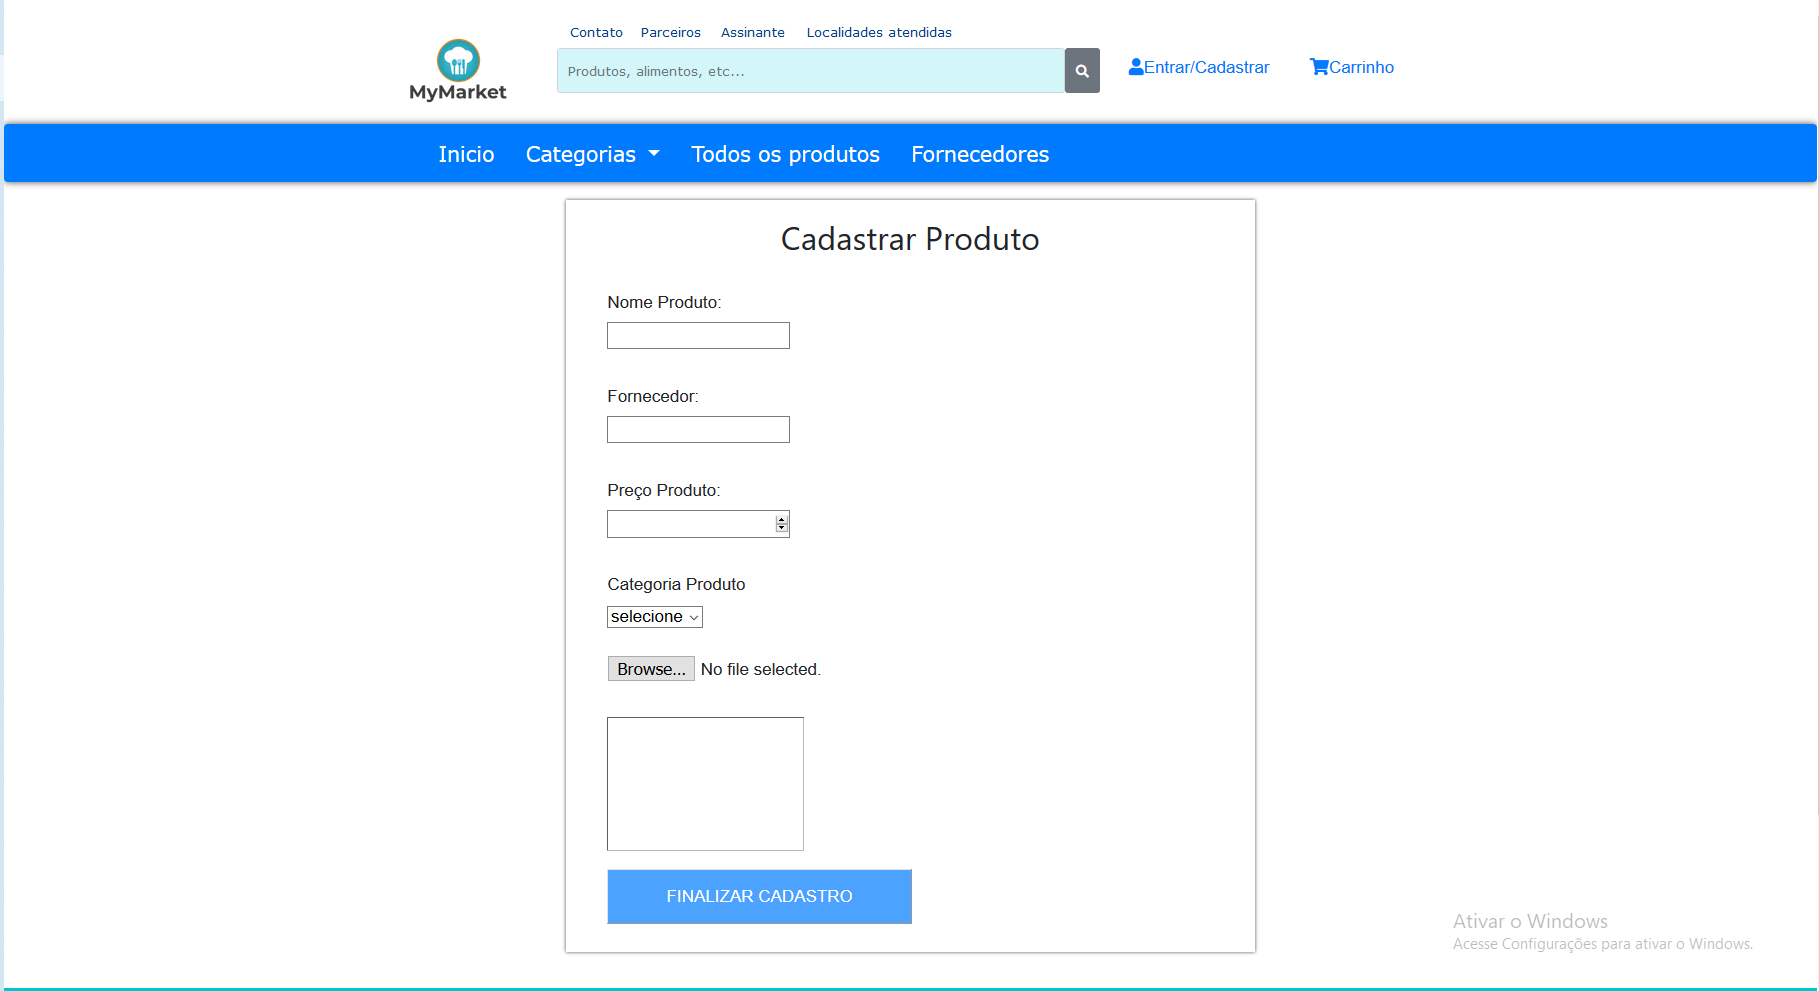 Contato Parceiros Assinante Localidades atendidas
MyMarket
Produtos, alimentos, etc...
Entrar/Cadastrar
Carrinho
Inicio Categorias Todos os produtos Fornecedores
Cadastrar Produto
Nome Produto:
Fornecedor:
Preço Produto:
Categoria Produto
selecione
Browse... No file selected.
FINALIZAR CADASTRO
Ativar o Windows
Acesse Configurações para ativar o Windows.